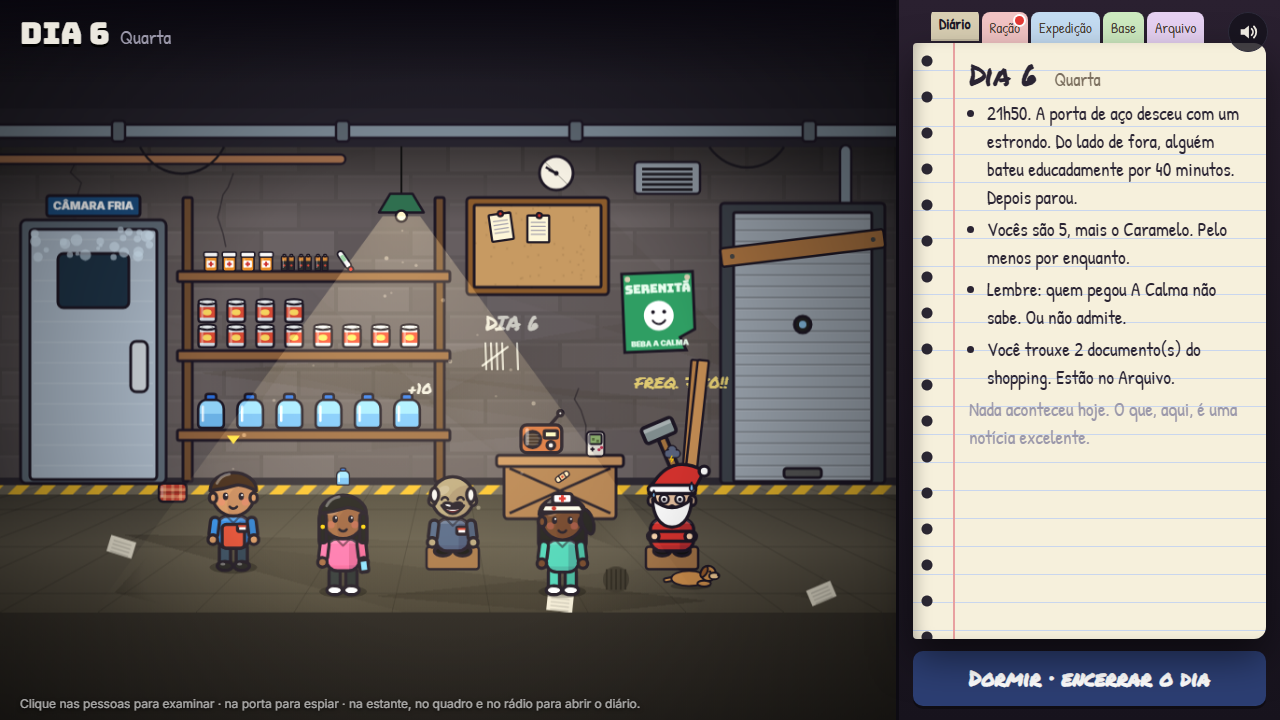 DIA 6 Quarta
CÂMARA FRIA
SERENITÁ
BEBA A CALMA
DIA 6
+10
FREQ.
Clique nas pessoas para examinar · na porta para espiar · na estante, no quadro e no rádio para abrir o diário.
Diário Ração Expedição Base Arquivo
DIA 6 Quarta
21h50. A porta de aço desceu com um
estrondo. Do lado de fora, alguém
bateu educadamente por 40 minutos.
Depois parou.
Vocês são 5, mais o Caramelo. Pelo
menos por enquanto.
Lembre: quem pegou A Calma não
sabe. Ou não admite.
Você trouxe 2 documento(s) do
shopping. Estão no Arquivo.
Nada aconteceu hoje. O que, aqui, é uma
notícia excelente.
DORMIR · ENCERRAR O DIA